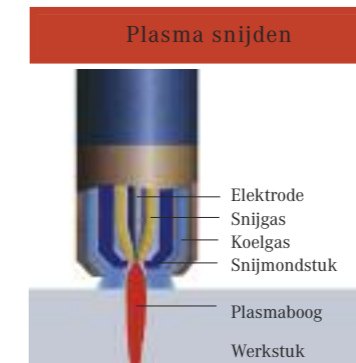 Plasma snijden
Elektrode
Snijgas
Koelgas
Snijmondstuk
Plasmaboog
Werkstuk